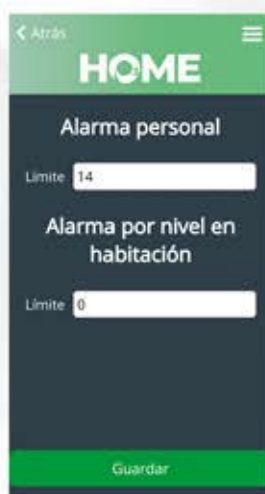 < Atrás
HOME
Alarma personal
Límite 14
Alarma por nivel en
habitación
Límite 0
Guardar